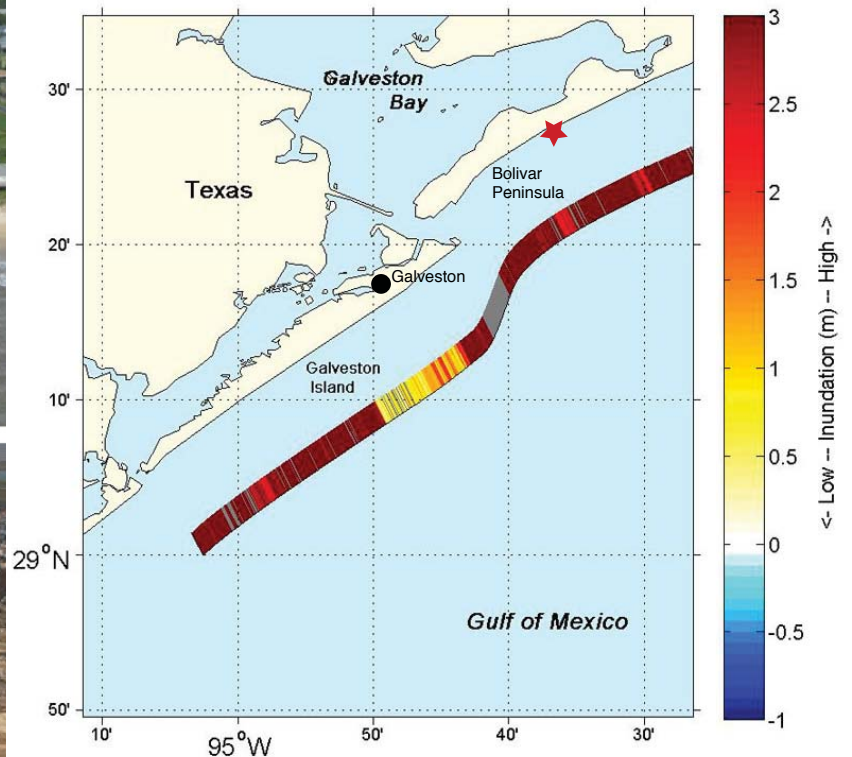 Galveston
Bay
30'
Bolivar
Peninsula
Texas
20'
Galveston
Galveston
Island
10'
29°N
Gulf of Mexico
50'
10'
95°W
50'
40'
30'
3
2.5
2
1.5
1
0.5
0
-0.5
-1
<- Low -- Inundation (m) -- High ->